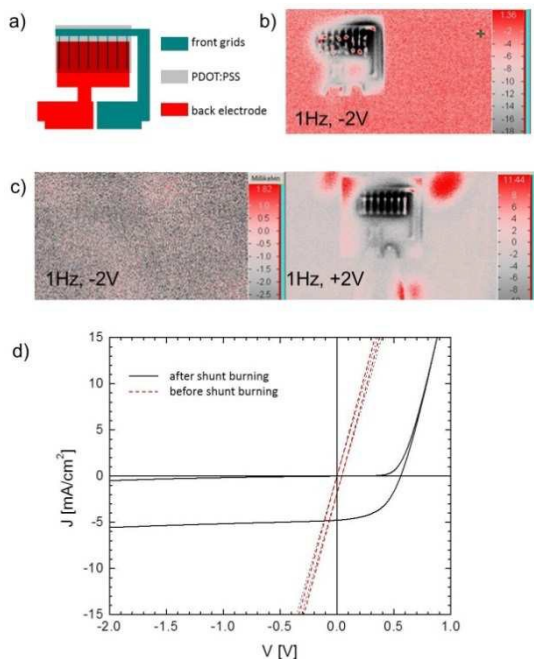 a)
front grids
PDOT:PSS
back electrode
b)
1Hz, -2V
1.36
-2
-4
-6
-8
-10
-12
-14
-16
-18
c)
1Hz, -2V
Millikelvin
1.82
1.0
0.5
0.0
-0.5
-1.0
-1.5
-2.0
-2.5
1Hz, +2V
11.44
8
6
4
2
0
-2
-4
-6
-8
-10
d)
after shunt burning
before shunt burning
J [mA/cm²]
15
10
5
0
-5
-10
-15
-2.0 -1.5 -1.0 -0.5 0.0 0.5 1.0
V [V]